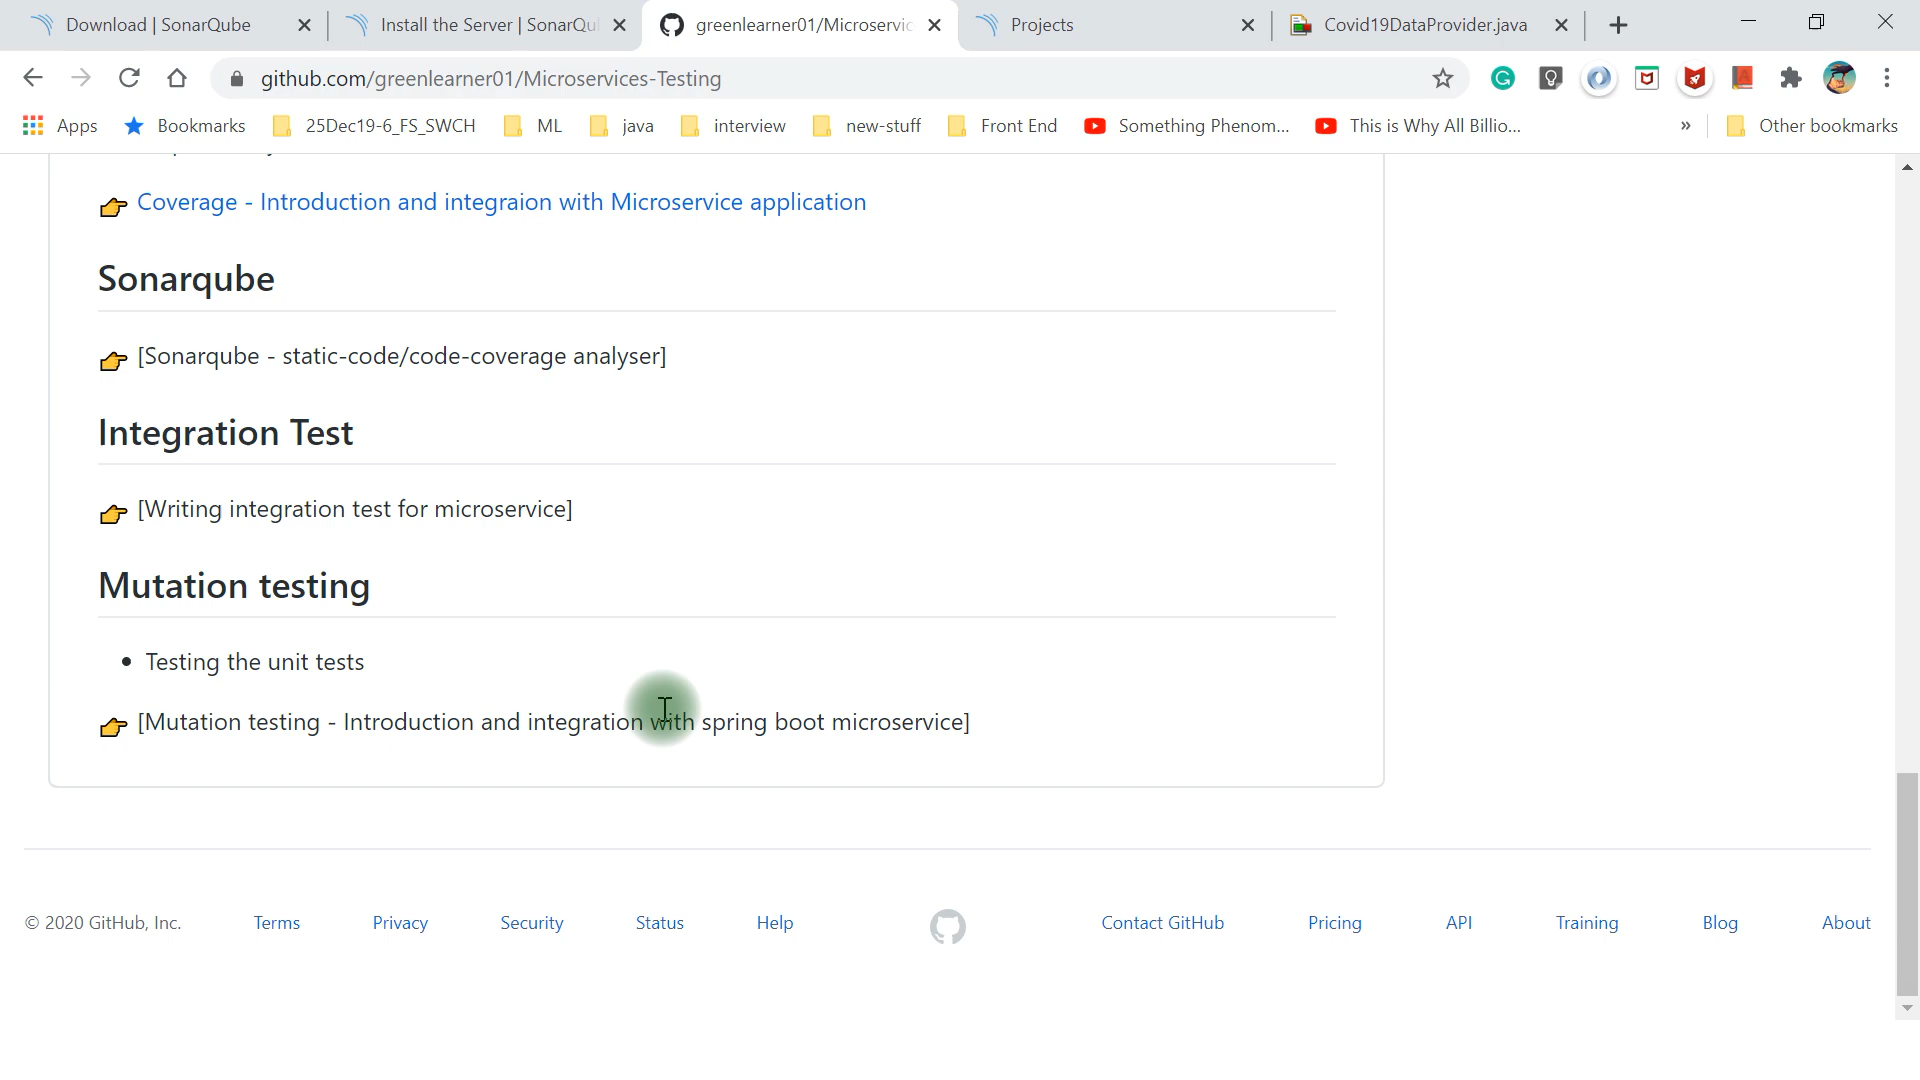 Download | SonarQube
Install the Server | SonarQu
greenlearner01/Microservic
Projects
Covid19DataProvider.java
github.com/greenlearner01/Microservices-Testing
Apps
Bookmarks
25Dec19-6_FS_SWCH
ML
java
interview
new-stuff
Front End
Something Phenom...
This is Why All Billio...
»
Other bookmarks
Coverage - Introduction and integraion with Microservice application
Sonarqube
[Sonarqube - static-code/code-coverage analyser]
Integration Test
[Writing integration test for microservice]
Mutation testing
• Testing the unit tests
[Mutation testing - Introduction and integration with spring boot microservice]
© 2020 GitHub, Inc.
Terms
Privacy
Security
Status
Help
Contact GitHub
Pricing
API
Training
Blog
About